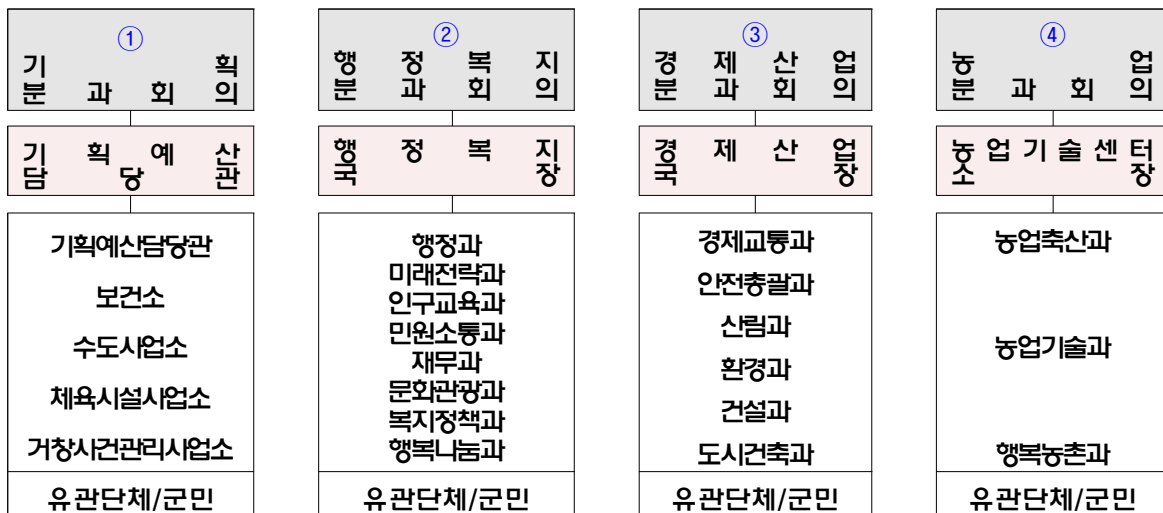 ①
기 획
분 과 회 의
기 획 예 산
담 당 관
기획예산담당관
보건소
수도사업소
체육시설사업소
거창사건관리사업소
유관단체/군민
②
행 정 복 지
분 과 회 의
행 정 복 지
국 장
행정과
미래전략과
인구교육과
민원소통과
재무과
문화관광과
복지정책과
행복나눔과
유관단체/군민
③
경 제 산 업
분 과 회 의
경 제 산 업
국 장
경제교통과
안전총괄과
산림과
환경과
건설과
도시건축과
유관단체/군민
④
농 업
분 과 회 의
농 업 기 술 센 터
소 장
농업축산과
농업기술과
행복농촌과
유관단체/군민